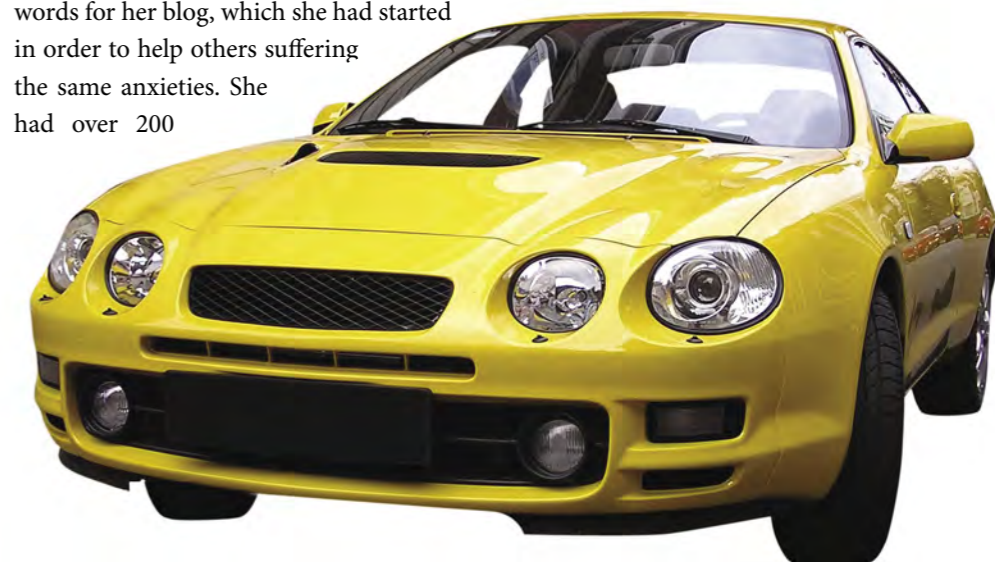 words for her blog, which she had started
in order to help others suffering
the same anxieties. She
had over 200